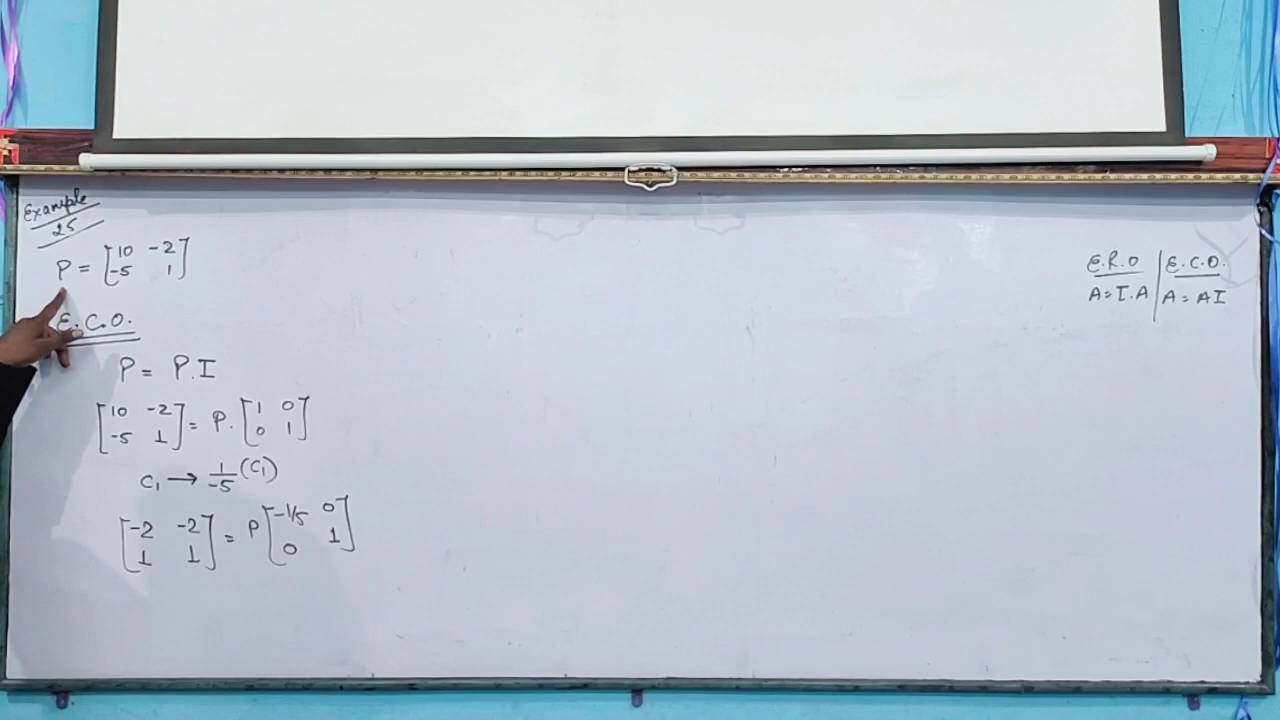 Example
25
P = [10 -2
-5 1]
E.C.O.
P = P.I
[10 -2
-5 1] = P. [1 0
0 1]
C₁ → 1/-5 (C₁)
[-2 -2
1 1] = P [-1/5 0
0 1]
E.R.O | E.C.O.
A = I.A | A = AI